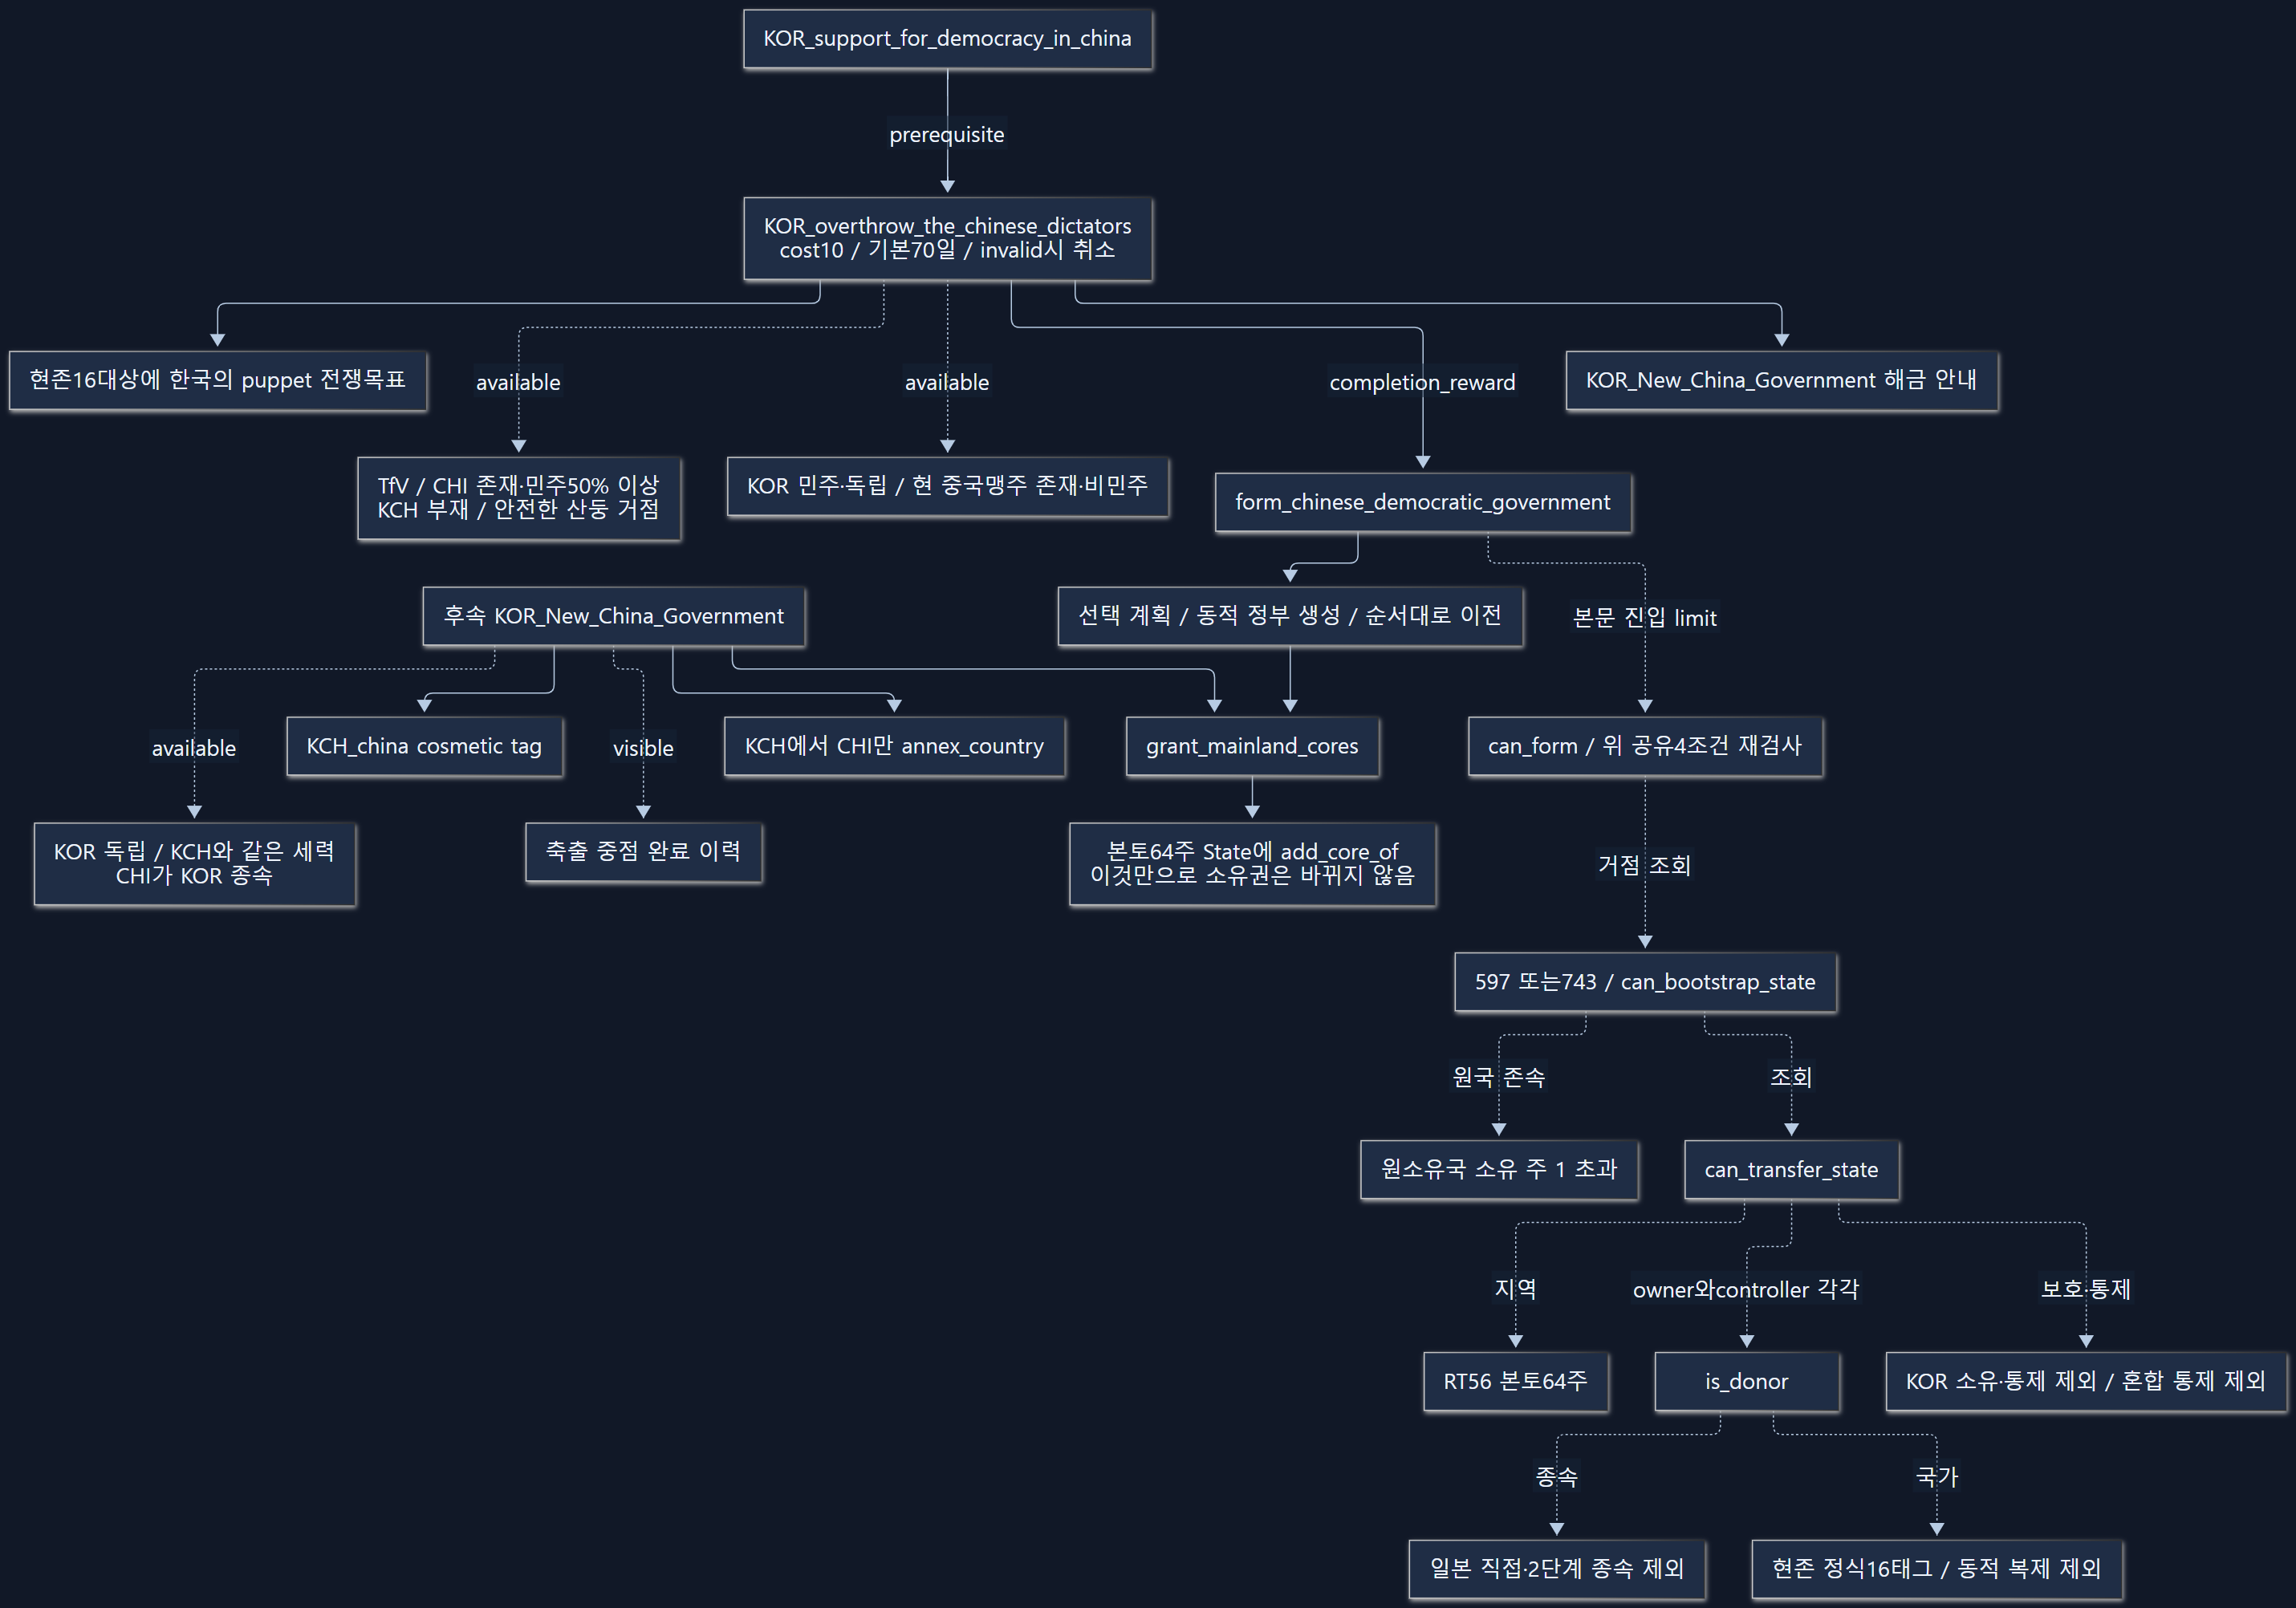 KOR_support_for_democracy_in_china
prerequisite
KOR_overthrow_the_chinese_dictators
cost10 / 기본70일 / invalid시 취소
현존16대상에 한국의 puppet 전쟁목표
available
available
completion_reward
KOR_New_China_Government 해금 안내
TfV / CHI 존재·민주50% 이상
KCH 부재 / 안전한 산둥 거점
KOR 민주·독립 / 현 중국맹주 존재·비민주
form_chinese_democratic_government
후속 KOR_New_China_Government
선택 계획 / 동적 정부 생성 / 순서대로 이전
본문 진입 limit
available
KCH_china cosmetic tag
visible
KCH에서 CHI만 annex_country
grant_mainland_cores
can_form / 위 공유4조건 재검사
KOR 독립 / KCH와 같은 세력
CHI가 KOR 종속
축출 중점 완료 이력
본토64주 State에 add_core_of
이것만으로 소유권은 바뀌지 않음
거점 조회
597 또는743 / can_bootstrap_state
원국 존속
조회
원소유국 소유 주 1 초과
can_transfer_state
지역
owner와controller 각각
보호·통제
RT56 본토64주
is_donor
KOR 소유·통제 제외 / 혼합 통제 제외
종속
국가
일본 직접·2단계 종속 제외
현존 정식16태그 / 동적 복제 제외